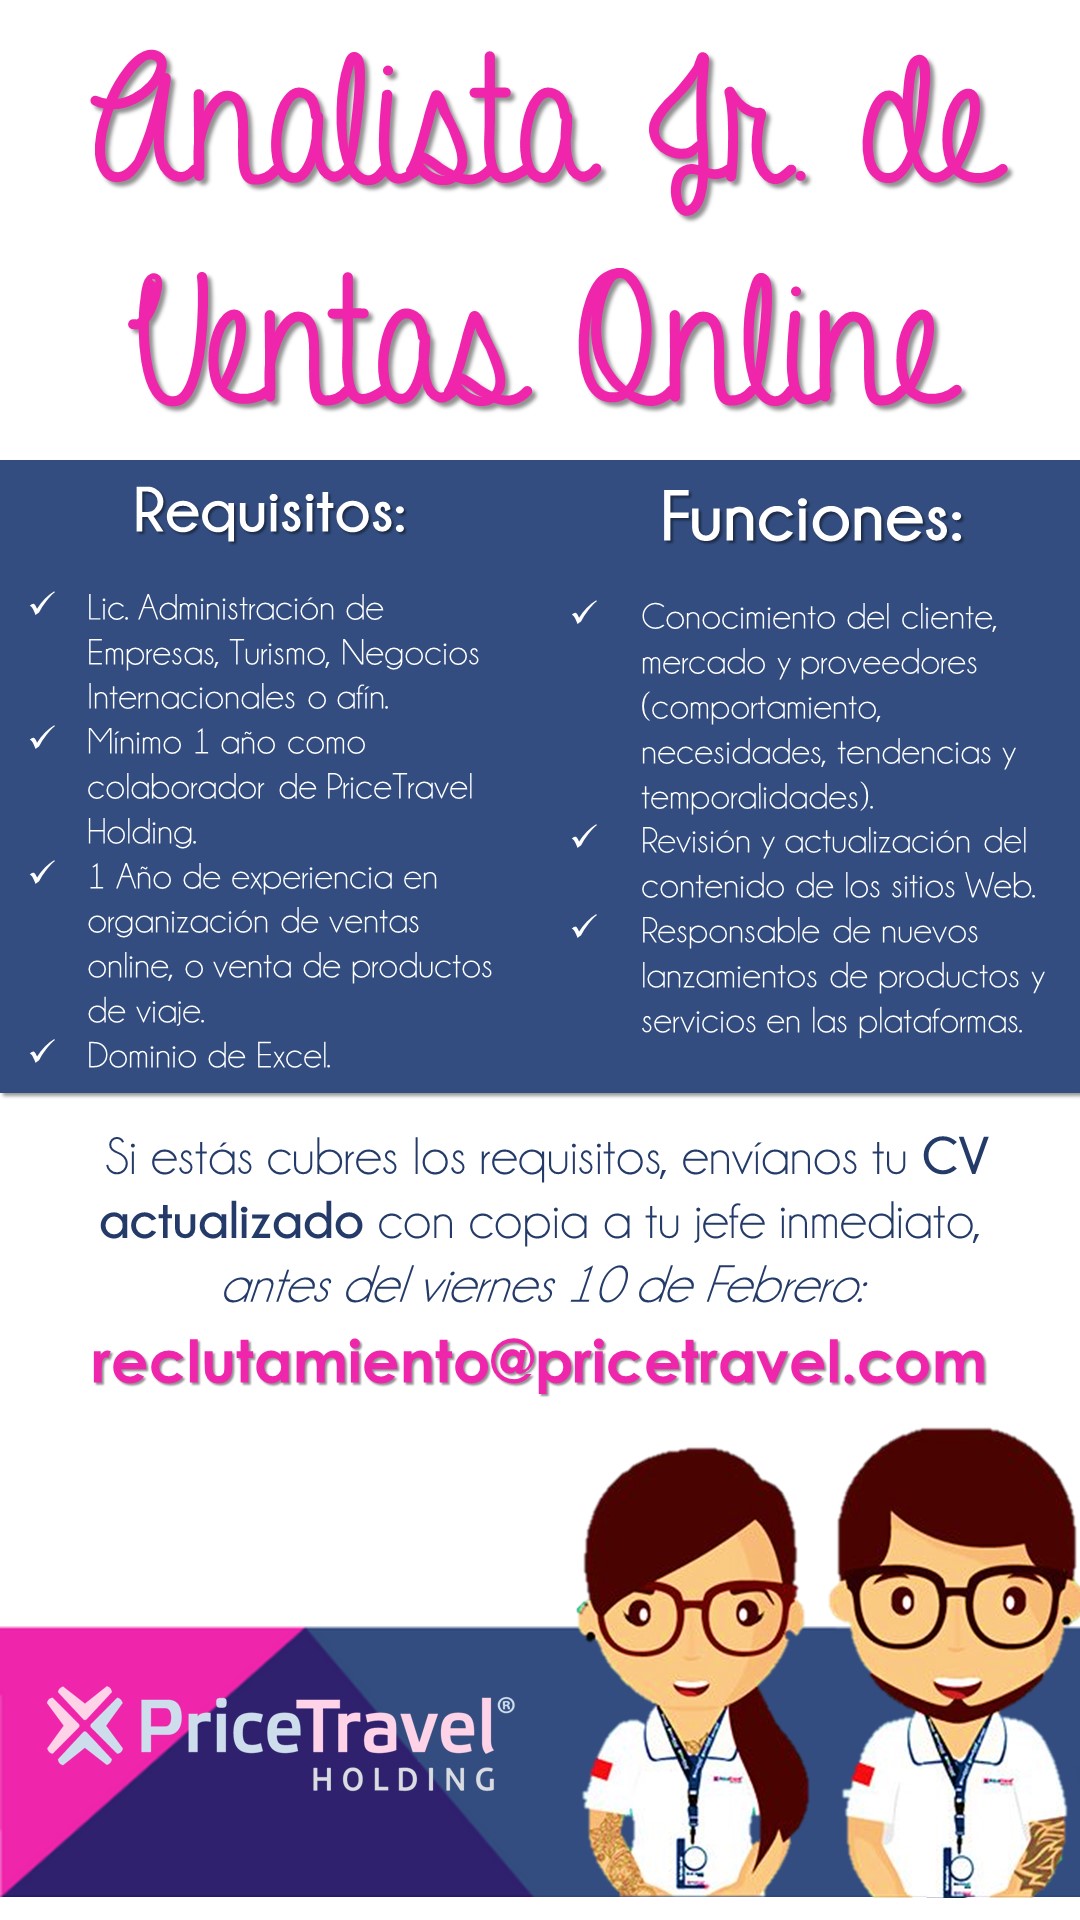 Analista Jr. de
Ventas Online
Requisitos:
✓ Lic. Administración de
Empresas, Turismo, Negocios
Internacionales o afín.
✓ Mínimo 1 año como
colaborador de PriceTravel
Holding.
✓ 1 Año de experiencia en
organización de ventas
online, o venta de productos
de viaje.
✓ Dominio de Excel.
Funciones:
✓ Conocimiento del cliente,
mercado y proveedores
(comportamiento,
necesidades, tendencias y
temporalidades).
✓ Revisión y actualización del
contenido de los sitios Web.
✓ Responsable de nuevos
lanzamientos de productos y
servicios en las plataformas.
Si estás cubres los requisitos, envíanos tu CV
actualizado con copia a tu jefe inmediato,
antes del viernes 10 de Febrero:
reclutamiento@pricetravel.com
PriceTravel®
HOLDING